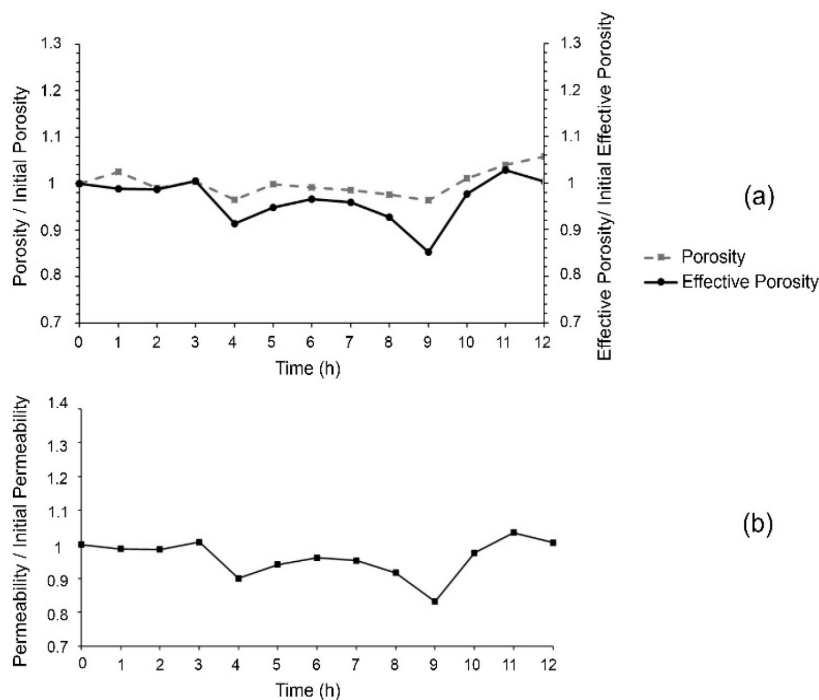 1.3
1.2
1.1
1
0.9
0.8
0.7
Porosity / Initial Porosity
0 1 2 3 4 5 6 7 8 9 10 11 12
Time (h)
1.3
1.2
1.1
1
0.9
0.8
0.7
Effective Porosity/ Initial Effective Porosity
(a)
Porosity
Effective Porosity
1.4
1.3
1.2
1.1
1
0.9
0.8
0.7
Permeability / Initial Permeability
0 1 2 3 4 5 6 7 8 9 10 11 12
Time (h)
(b)